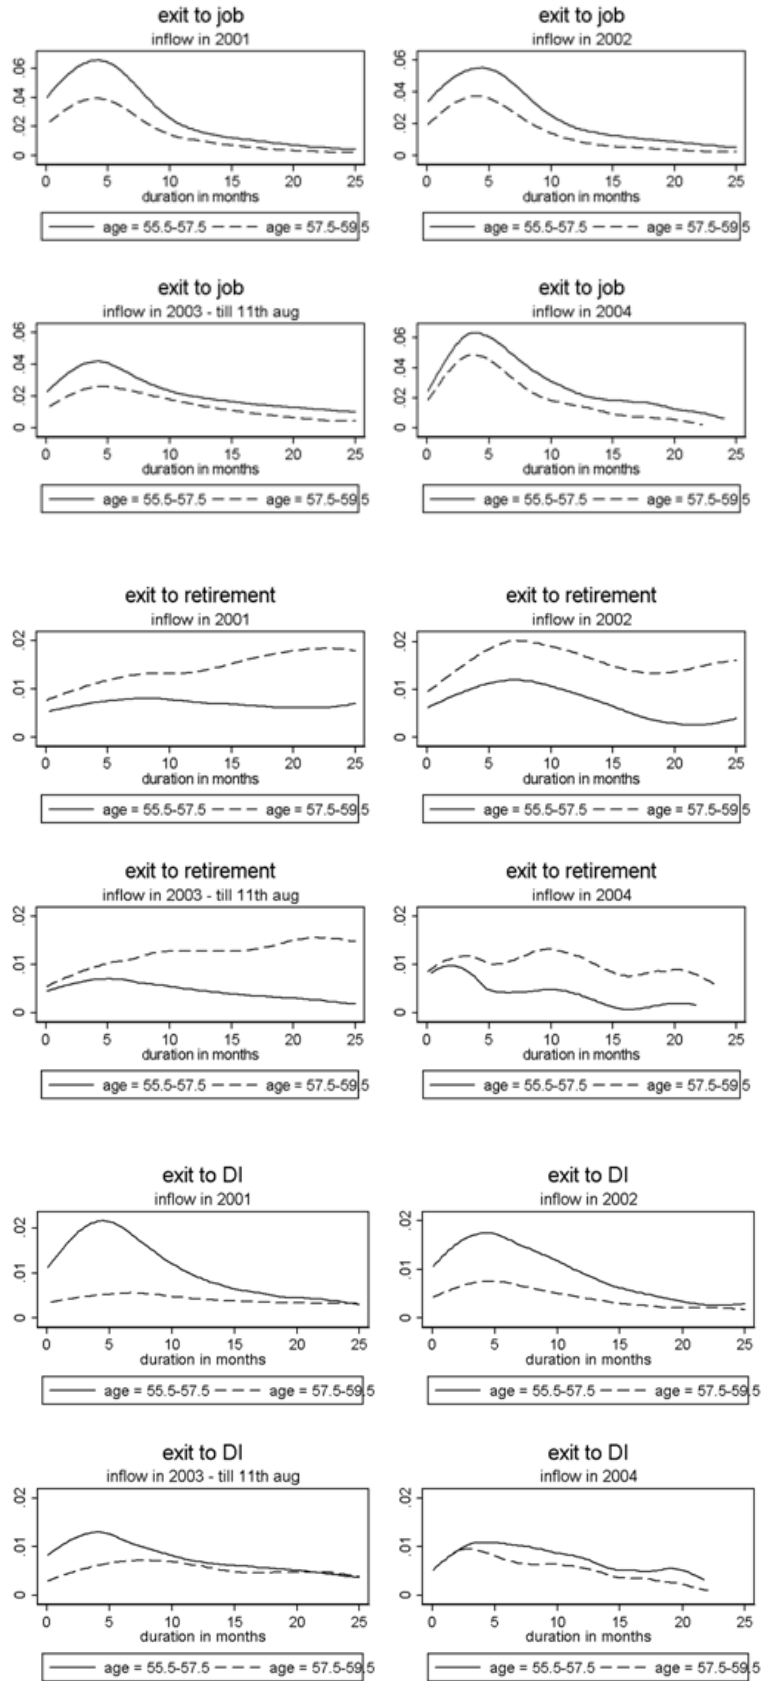 exit to job
inflow in 2001
0 .02 .04 .06
0 5 10 15 20 25
duration in months
age = 55.5-57.5 age = 57.5-59.5
exit to job
inflow in 2002
0 .02 .04 .06
0 5 10 15 20 25
duration in months
age = 55.5-57.5 age = 57.5-59.5
exit to job
inflow in 2003 - till 11th aug
0 .02 .04 .06
0 5 10 15 20 25
duration in months
age = 55.5-57.5 age = 57.5-59.5
exit to job
inflow in 2004
0 .02 .04 .06
0 5 10 15 20 25
duration in months
age = 55.5-57.5 age = 57.5-59.5
exit to retirement
inflow in 2001
0 .01 .02
0 5 10 15 20 25
duration in months
age = 55.5-57.5 age = 57.5-59.5
exit to retirement
inflow in 2002
0 .01 .02
0 5 10 15 20 25
duration in months
age = 55.5-57.5 age = 57.5-59.5
exit to retirement
inflow in 2003 - till 11th aug
0 .01 .02
0 5 10 15 20 25
duration in months
age = 55.5-57.5 age = 57.5-59.5
exit to retirement
inflow in 2004
0 .01 .02
0 5 10 15 20 25
duration in months
age = 55.5-57.5 age = 57.5-59.5
exit to DI
inflow in 2001
0 .01 .02
0 5 10 15 20 25
duration in months
age = 55.5-57.5 age = 57.5-59.5
exit to DI
inflow in 2002
0 .01 .02
0 5 10 15 20 25
duration in months
age = 55.5-57.5 age = 57.5-59.5
exit to DI
inflow in 2003 - till 11th aug
0 .01 .02
0 5 10 15 20 25
duration in months
age = 55.5-57.5 age = 57.5-59.5
exit to DI
inflow in 2004
0 .01 .02
0 5 10 15 20 25
duration in months
age = 55.5-57.5 age = 57.5-59.5